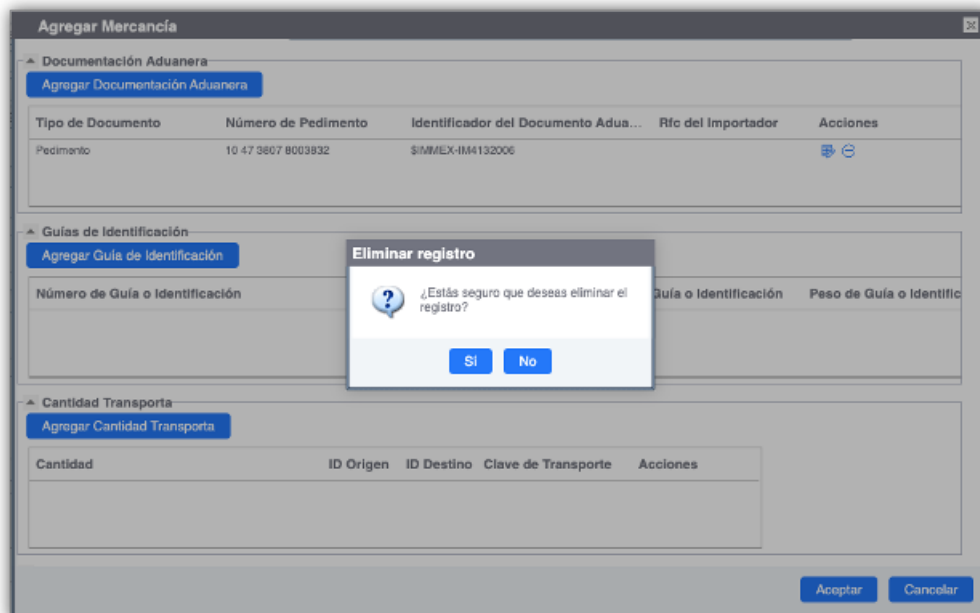 Agregar Mercancía
Documentación Aduanera
Agregar Documentación Aduanera
Tipo de Documento Número de Pedimento Identificador del Documento Adua... Rfc del Importador Acciones
Pedimento 10 47 3807 8003832 SIMMEX-IM4132006
Guías de Identificación
Agregar Guía de Identificación
Número de Guía o Identificación Guía o Identificación Peso de Guía o Identific
Eliminar registro
¿Estás seguro que deseas eliminar el
registro?
Sí No
Cantidad Transporta
Agregar Cantidad Transporta
Cantidad ID Origen ID Destino Clave de Transporte Acciones
Aceptar Cancelar